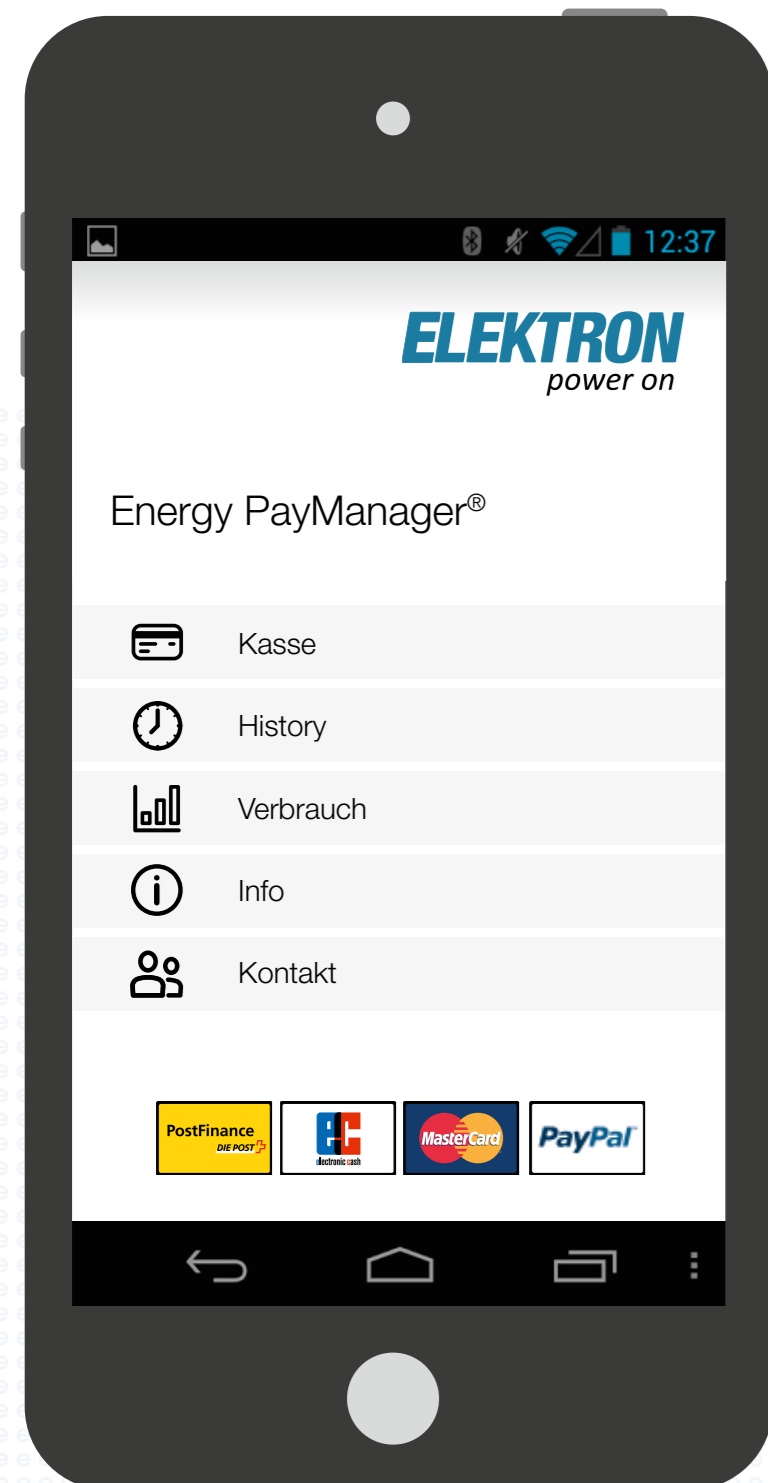 12:37
ELEKTRON
power on
Energy PayManager®
Kasse
History
Verbrauch
Info
Kontakt
PostFinance
DIE POST
ec
electronic cash
MasterCard
PayPal